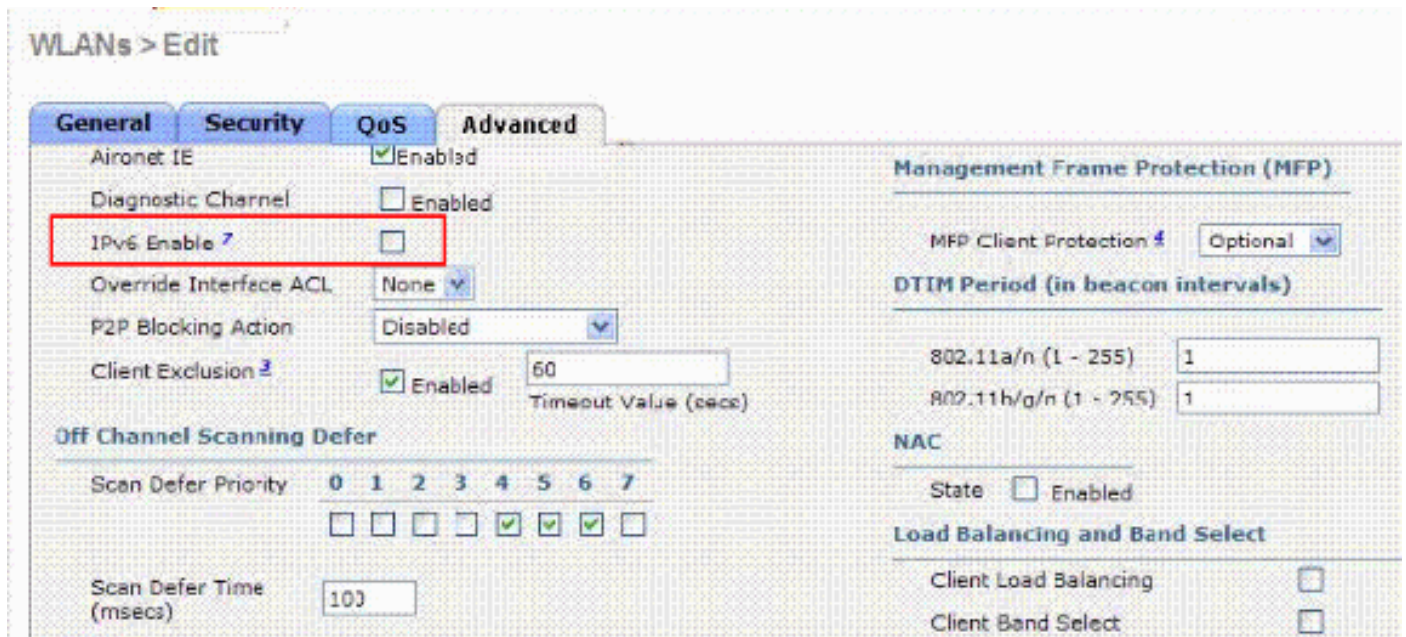 WLANs > Edit
General Security QoS Advanced
Aironet IE Enabled
Diagnostic Channel Enabled
IPv6 Enable 7
Override Interface ACL None
P2P Blocking Action Disabled
Client Exclusion 3 Enabled 60
Timeout Value (secs)
Off Channel Scanning Defer
Scan Defer Priority 0 1 2 3 4 5 6 7
Scan Defer Time
(msecs) 100
Management Frame Protection (MFP)
MFP Client Protection 4 Optional
DTIM Period (in beacon intervals)
802.11a/n (1 - 255) 1
802.11b/g/n (1 - 255) 1
NAC
State Enabled
Load Balancing and Band Select
Client Load Balancing
Client Band Select